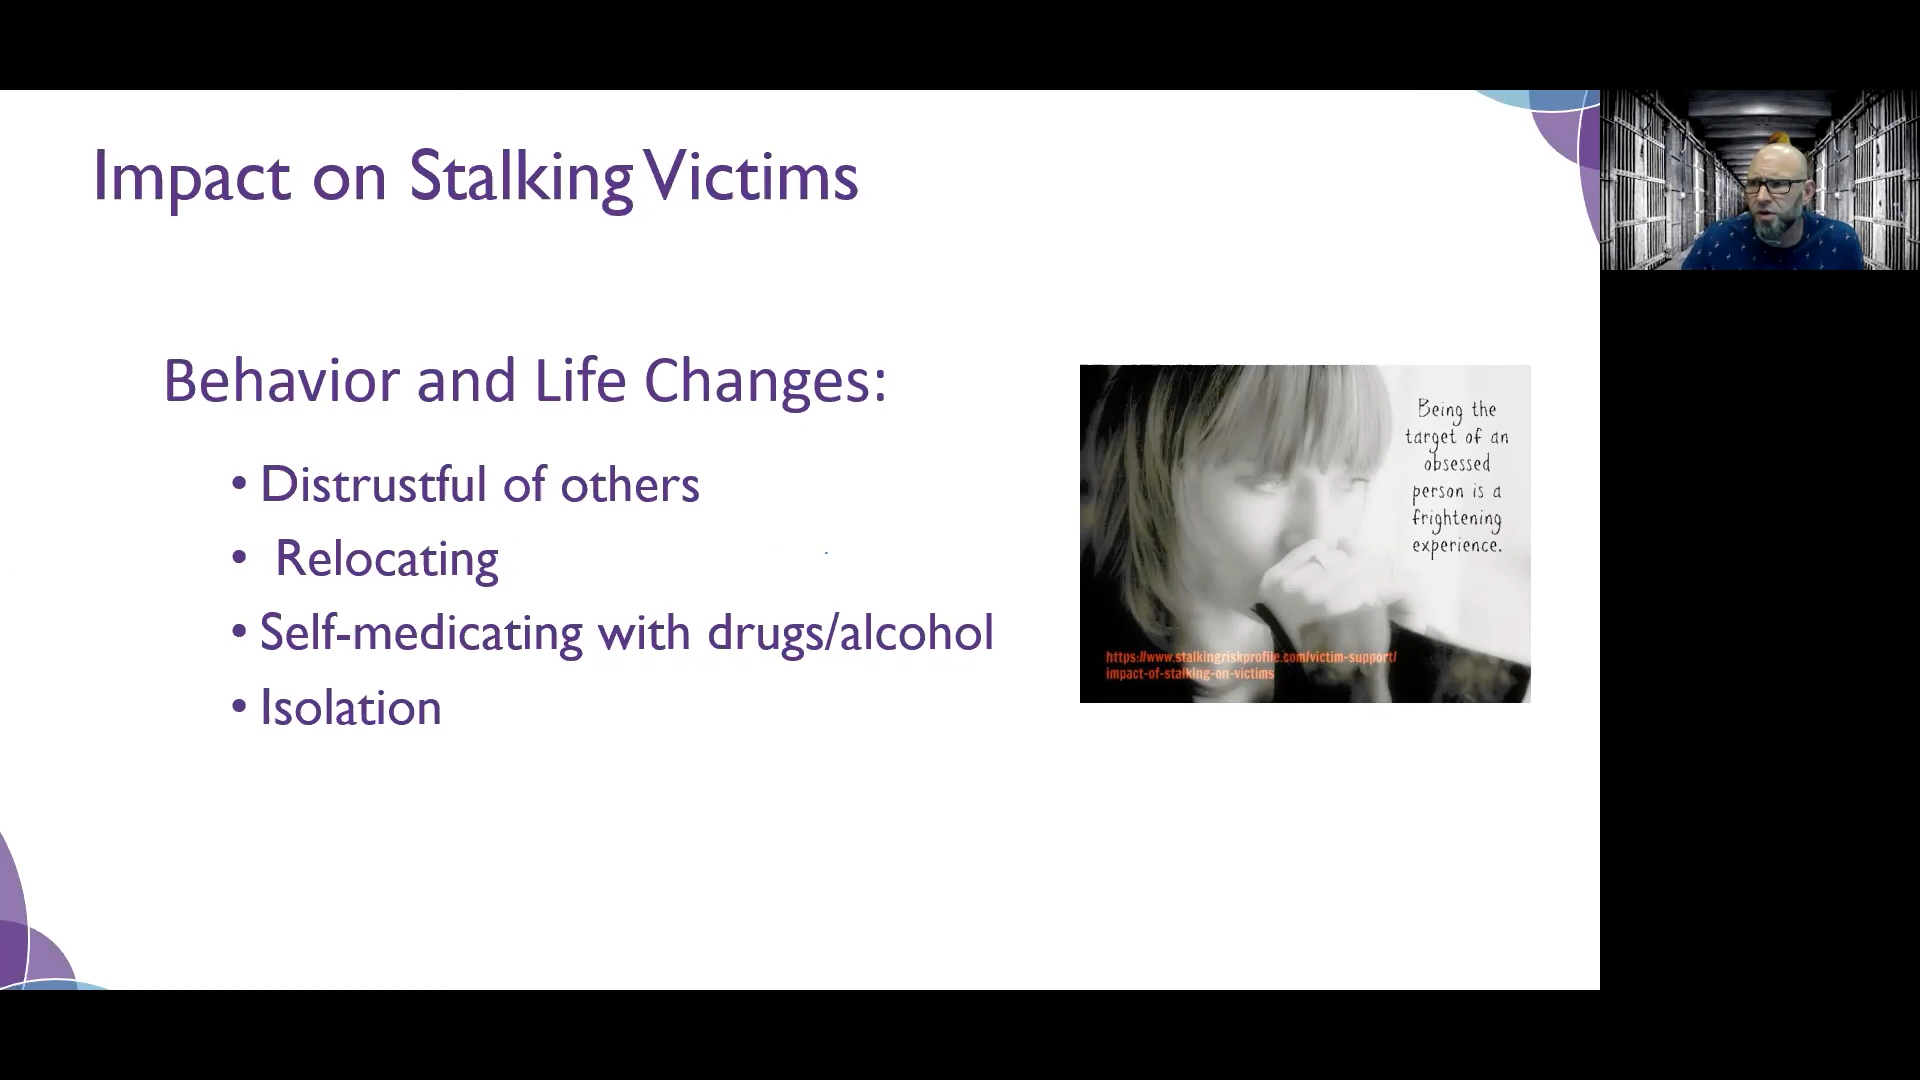 Impact on Stalking Victims
Behavior and Life Changes:
• Distrustful of others
• Relocating
• Self-medicating with drugs/alcohol
• Isolation
Being the
target of an
obsessed
person is a
frightening
experience.
https://www.stalkingriskprofile.com/victim-support/
impact-of-stalking-on-victims